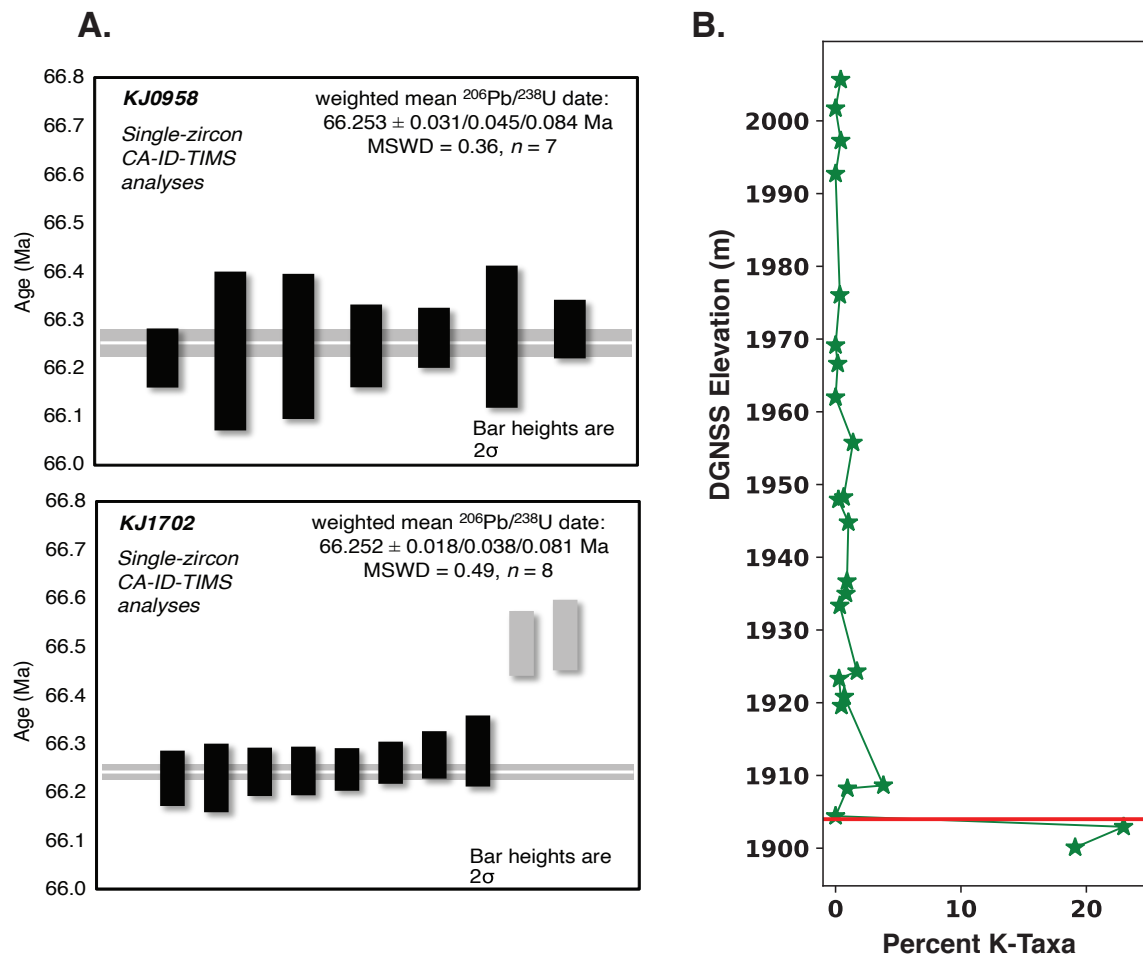 A.
66.8
66.7
66.6
66.5
66.4
66.3
66.2
66.1
66.0
Age (Ma)
KJ0958
Single-zircon
CA-ID-TIMS
analyses
weighted mean ²⁰⁶Pb/²³⁸U date:
66.253 ± 0.031/0.045/0.084 Ma
MSWD = 0.36, n = 7
Bar heights are
2σ
66.8
66.7
66.6
66.5
66.4
66.3
66.2
66.1
66.0
Age (Ma)
KJ1702
Single-zircon
CA-ID-TIMS
analyses
weighted mean ²⁰⁶Pb/²³⁸U date:
66.252 ± 0.018/0.038/0.081 Ma
MSWD = 0.49, n = 8
Bar heights are
2σ
B.
DGNSS Elevation (m)
2000
1990
1980
1970
1960
1950
1940
1930
1920
1910
1900
0 10 20
Percent K-Taxa